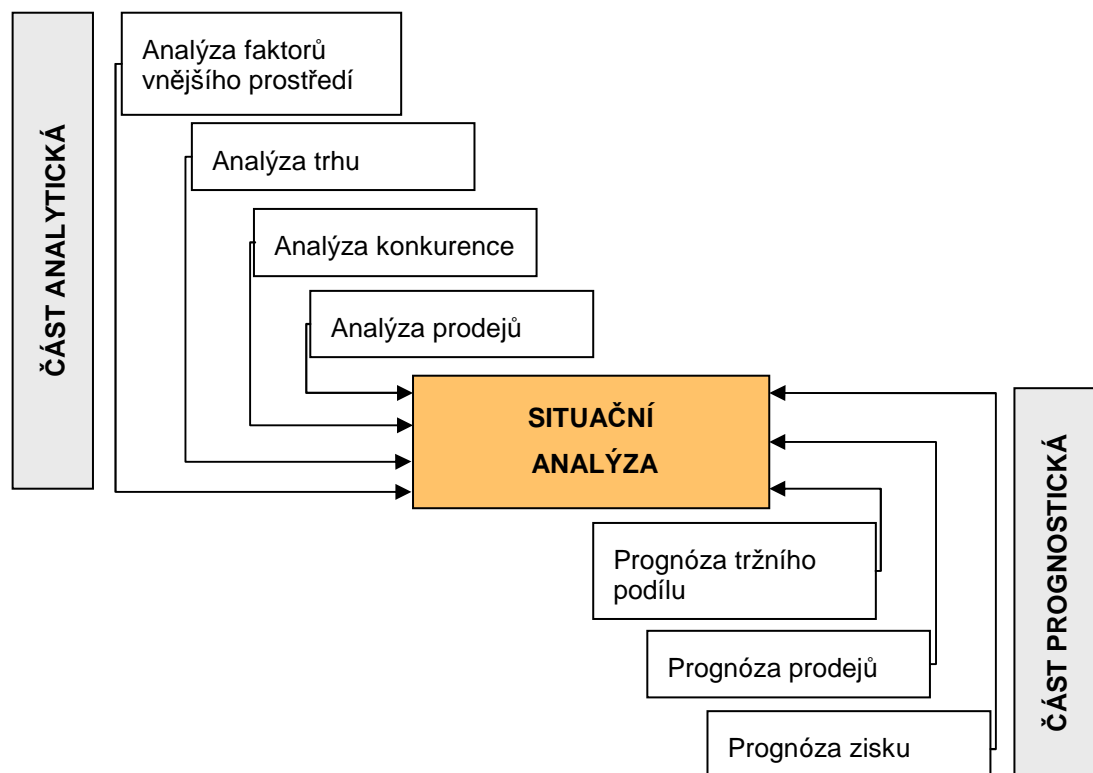 ČÁST ANALYTICKÁ
Analýza faktorů
vnějšího prostředí
Analýza trhu
Analýza konkurence
Analýza prodejů
SITUAČNÍ
ANALÝZA
Prognóza tržního
podílu
Prognóza prodejů
Prognóza zisku
ČÁST PROGNOSTICKÁ